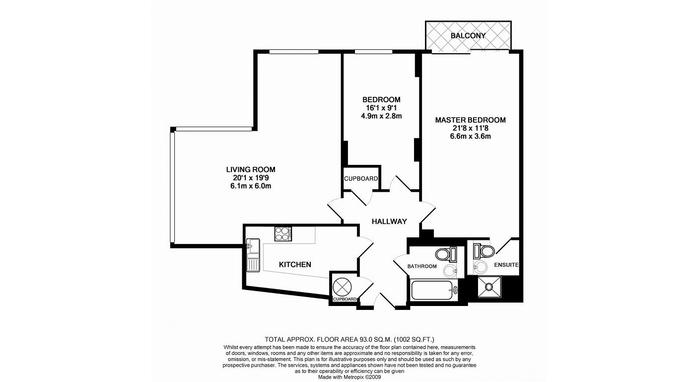 BALCONY
BEDROOM
16'1 x 9'1
4.9m x 2.8m
MASTER BEDROOM
21'8 x 11'8
6.6m x 3.6m
LIVING ROOM
20'1 x 19'9
6.1m x 6.0m
CUPBOARD
HALLWAY
KITCHEN
BATHROOM
ENSUITE
CUPBOARD
TOTAL APPROX. FLOOR AREA 93.0 SQ.M. (1002 SQ.FT.)
Whilst every attempt has been made to ensure the accuracy of the floor plan contained here, measurements
of doors, windows, rooms and any other items are approximate and no responsibility is taken for any error,
omission, or mis-statement. This plan is for illustrative purposes only and should be used as such by any
prospective purchaser. The services, systems and appliances shown have not been tested and no guarantee
as to their operability or efficiency can be given
Made with Metropix ©2009